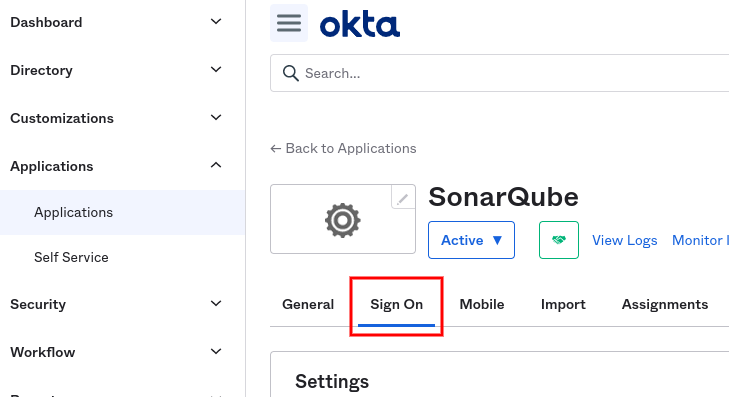 Dashboard
Directory
Customizations
Applications
Applications
Self Service
Security
Workflow
okta
Search...
← Back to Applications
SonarQube
Active ▼
View Logs
Monitor
General
Sign On
Mobile
Import
Assignments
Settings